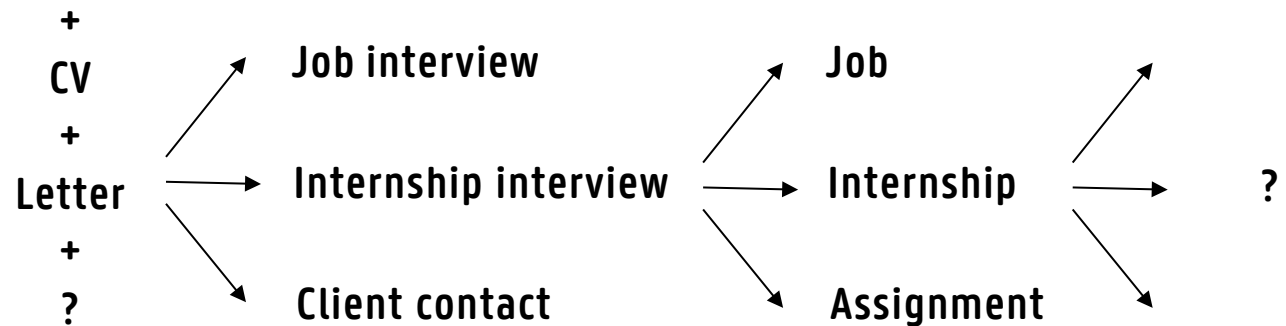 +
CV
+
Letter
+
?
Job interview
Internship interview
Client contact
Job
Internship
Assignment
?